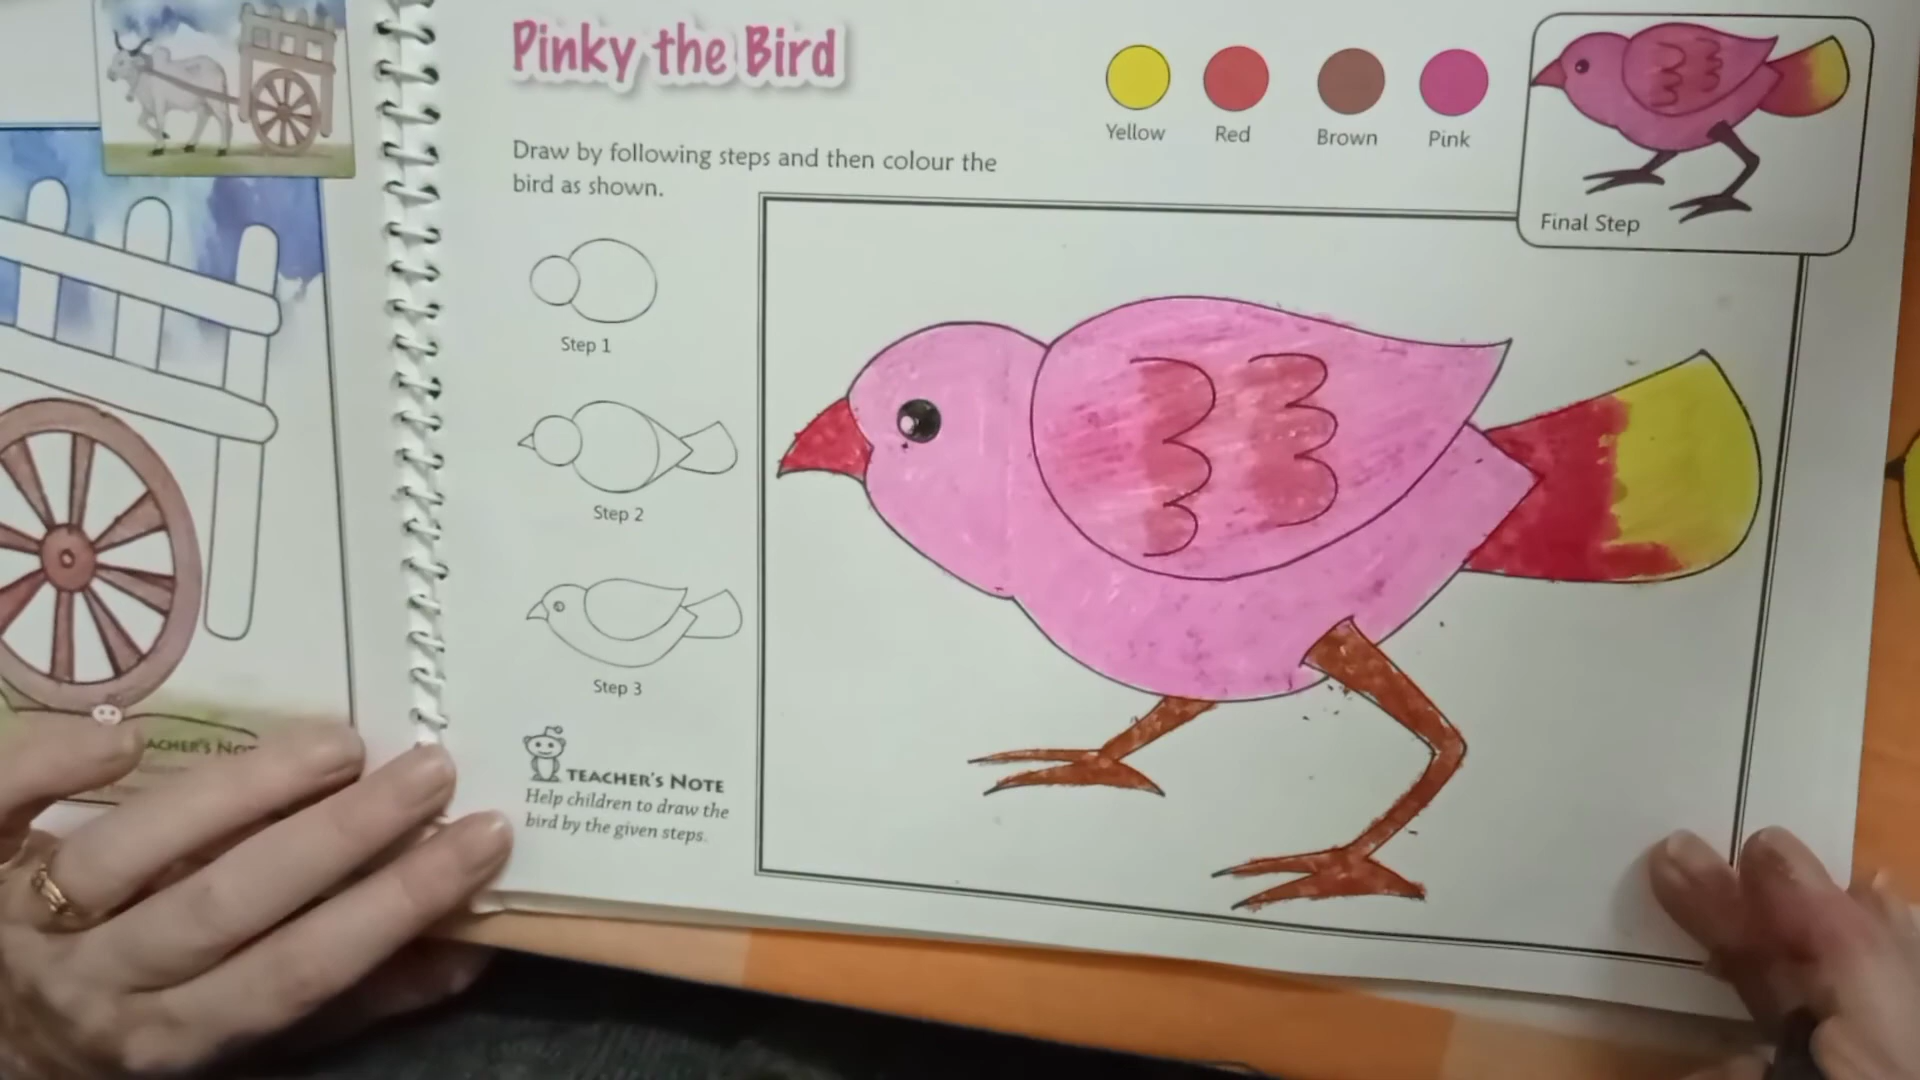 Pinky the Bird
Yellow
Red
Brown
Pink
Draw by following steps and then colour the
bird as shown.
Final Step
Step 1
Step 2
Step 3
TEACHER'S NOTE
Help children to draw the
bird by the given steps.
ACHER'S NOT